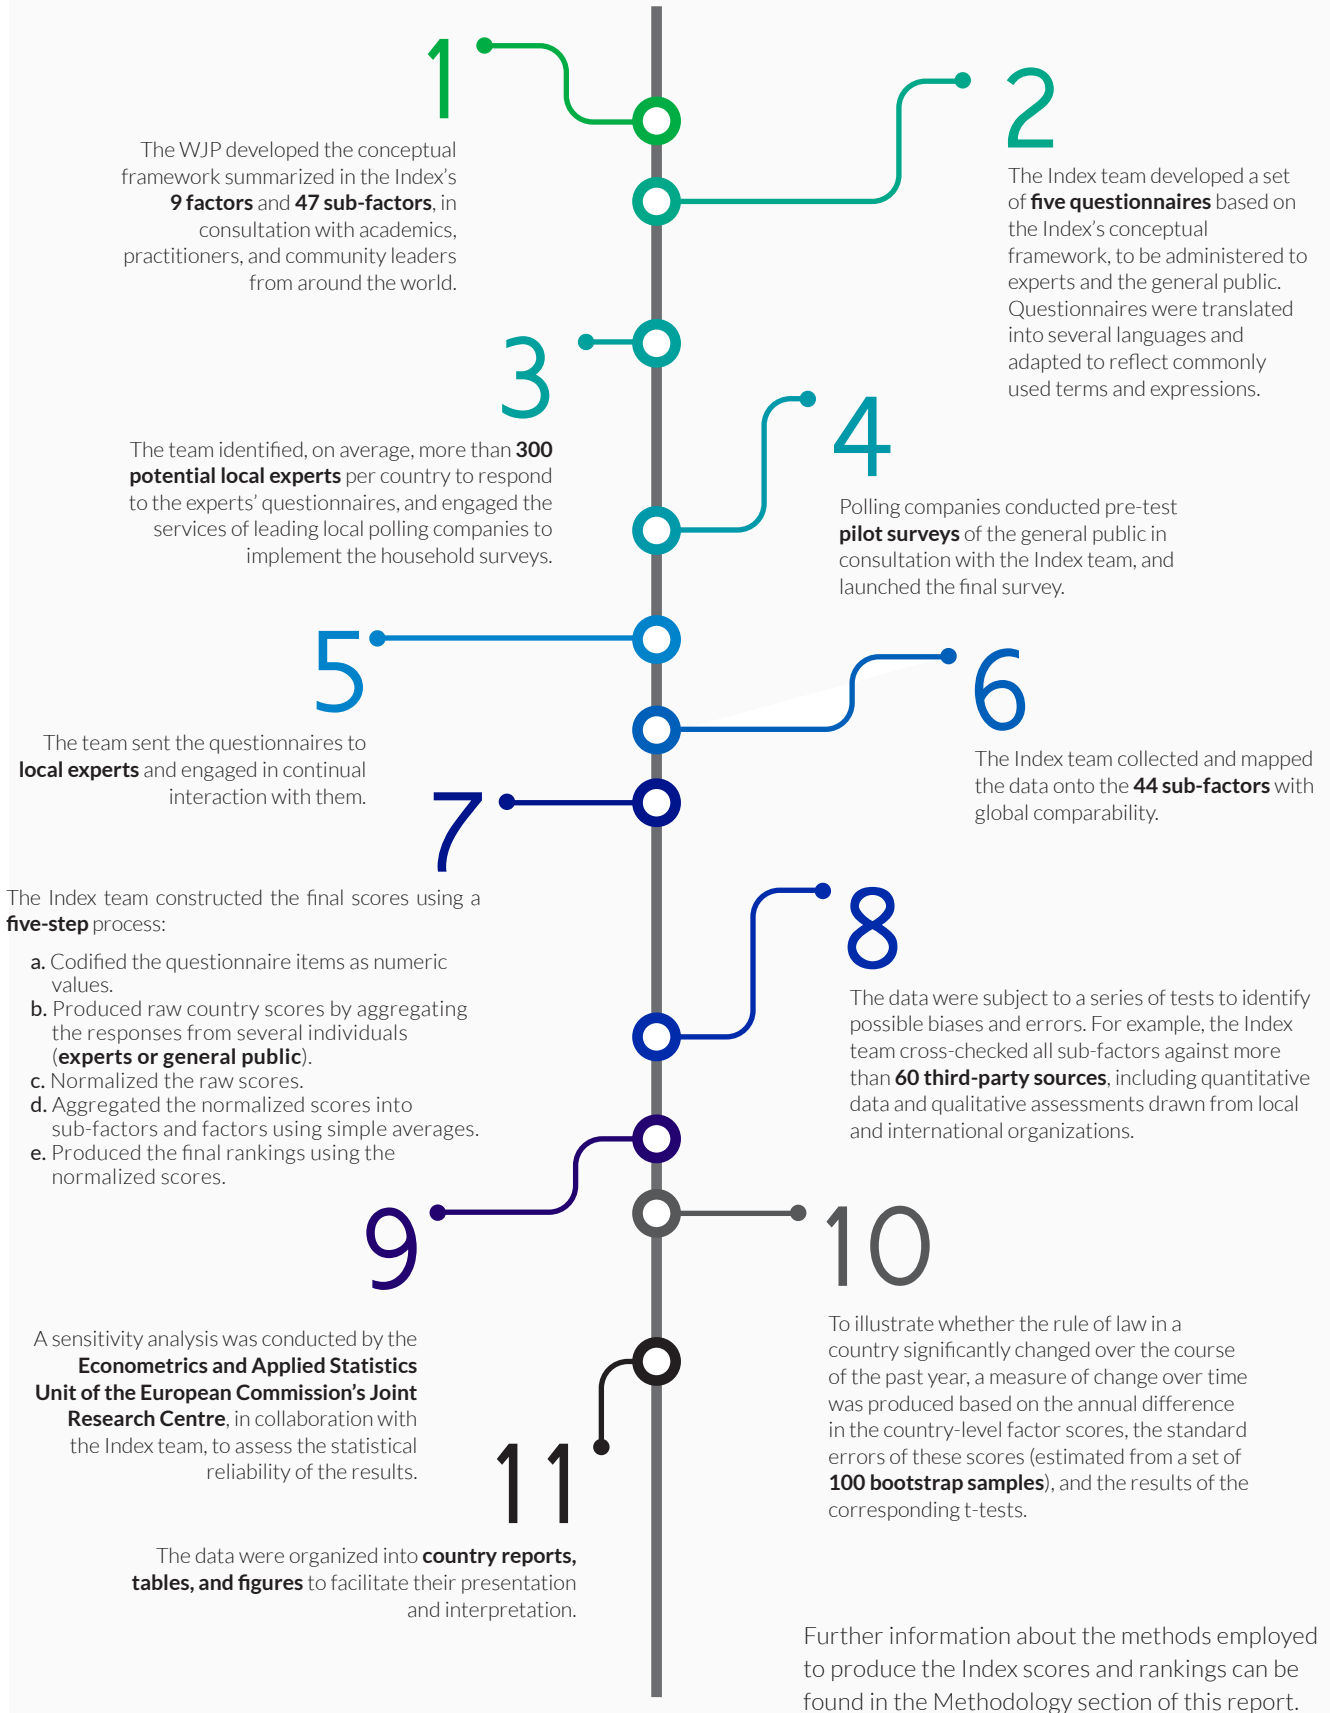 1
The WJP developed the conceptual
framework summarized in the Index’s
9 factors and 47 sub-factors, in
consultation with academics,
practitioners, and community leaders
from around the world.
2
The Index team developed a set
of five questionnaires based on
the Index’s conceptual
framework, to be administered to
experts and the general public.
Questionnaires were translated
into several languages and
adapted to reflect commonly
used terms and expressions.
3
The team identified, on average, more than 300
potential local experts per country to respond
to the experts’ questionnaires, and engaged the
services of leading local polling companies to
implement the household surveys.
4
Polling companies conducted pre-test
pilot surveys of the general public in
consultation with the Index team, and
launched the final survey.
5
The team sent the questionnaires to
local experts and engaged in continual
interaction with them.
6
The Index team collected and mapped
the data onto the 44 sub-factors with
global comparability.
7
The Index team constructed the final scores using a
five-step process:
a. Codified the questionnaire items as numeric
values.
b. Produced raw country scores by aggregating
the responses from several individuals
(experts or general public).
c. Normalized the raw scores.
d. Aggregated the normalized scores into
sub-factors and factors using simple averages.
e. Produced the final rankings using the
normalized scores.
8
The data were subject to a series of tests to identify
possible biases and errors. For example, the Index
team cross-checked all sub-factors against more
than 60 third-party sources, including quantitative
data and qualitative assessments drawn from local
and international organizations.
9
A sensitivity analysis was conducted by the
Econometrics and Applied Statistics
Unit of the European Commission’s Joint
Research Centre, in collaboration with
the Index team, to assess the statistical
reliability of the results.
10
To illustrate whether the rule of law in a
country significantly changed over the course
of the past year, a measure of change over time
was produced based on the annual difference
in the country-level factor scores, the standard
errors of these scores (estimated from a set of
100 bootstrap samples), and the results of the
corresponding t-tests.
11
The data were organized into country reports,
tables, and figures to facilitate their presentation
and interpretation.
Further information about the methods employed
to produce the Index scores and rankings can be
found in the Methodology section of this report.